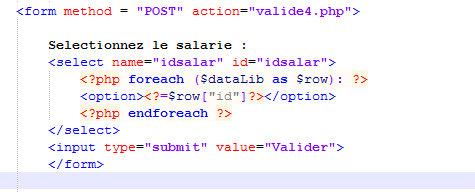 <form method = "POST" action="valide4.php">
Selectionnez le salarie :
<select name="idsalar" id="idsalar">
<?php foreach ($dataLib as $row): ?>
<option><?=$row["id"]?></option>
<?php endforeach ?>
</select>
<input type="submit" value="Valider">
</form>